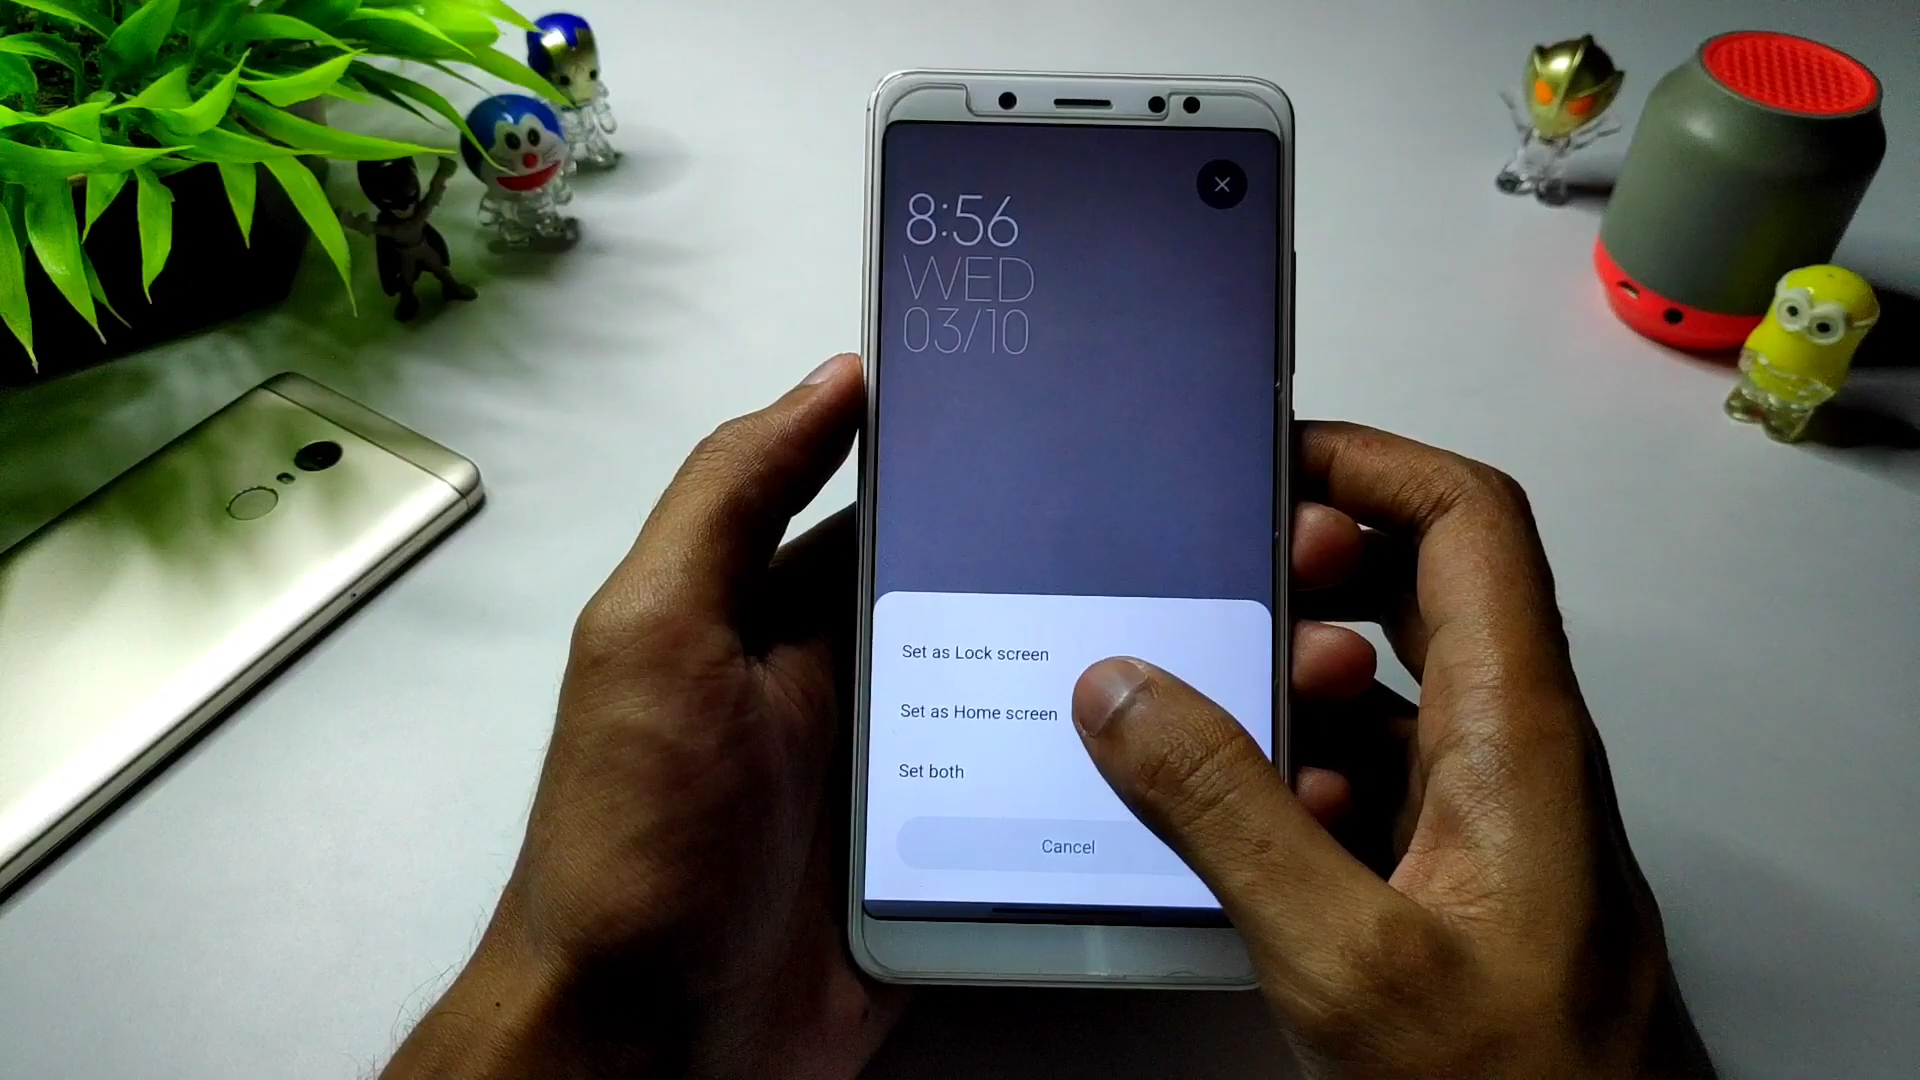 8:56
WED
03/10
Set as Lock screen
Set as Home screen
Set both
Cancel